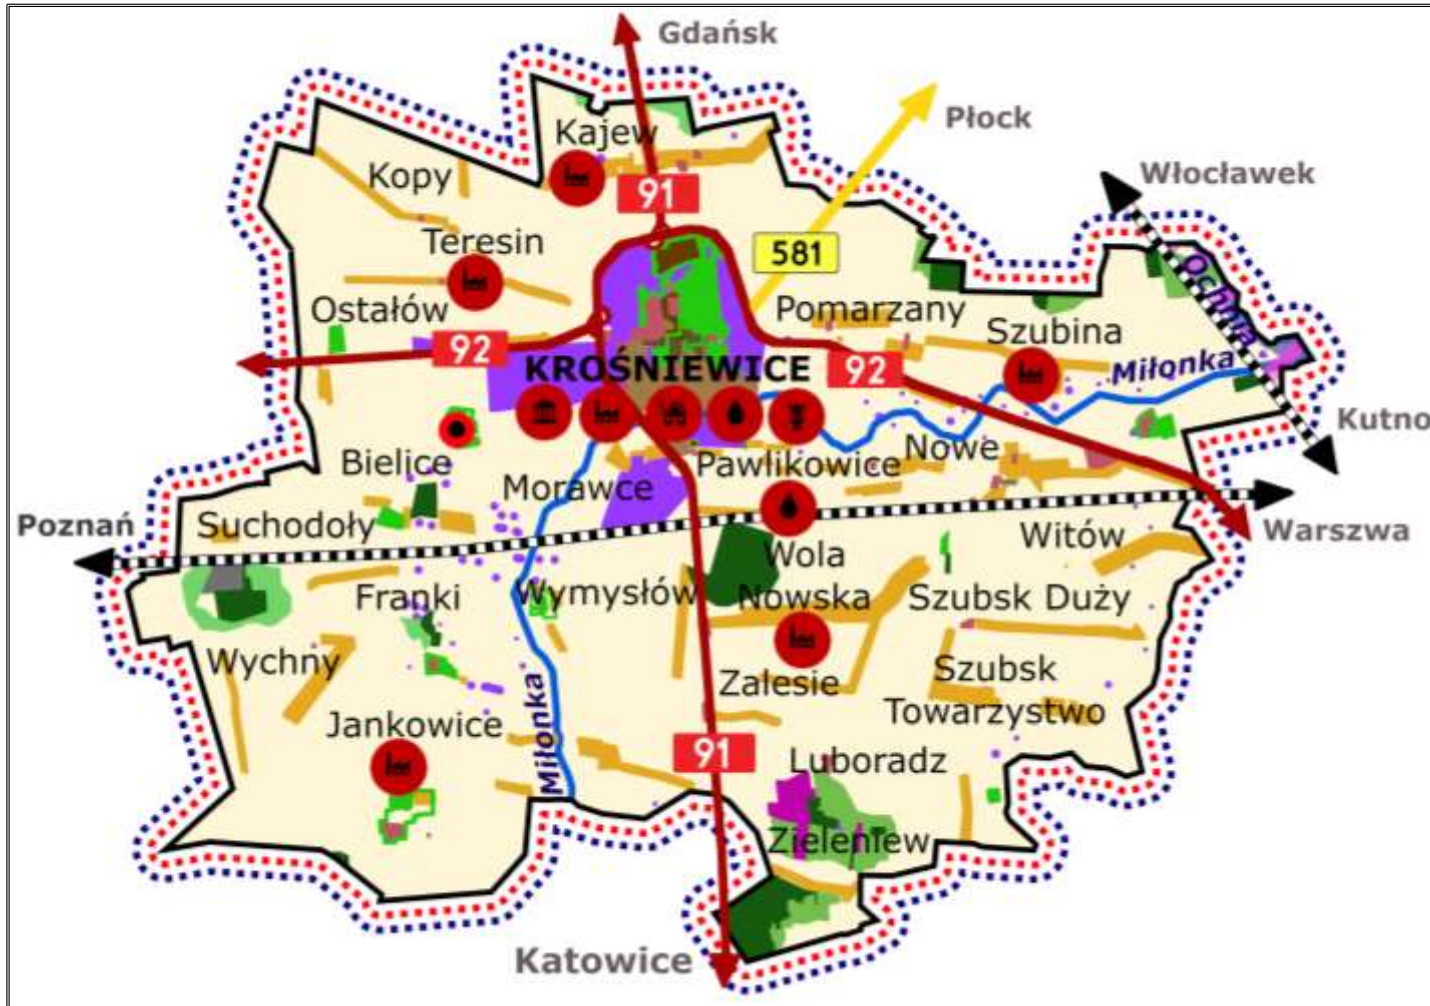 Gdańsk
Płock
Kajew
Włocławek
Kopy
91
Teresin
581
Ochnia
Ostałów
Pomarzany
Szubina
92
KROŚNIEWICE
92
Miłonka
Kutno
Bielice
Nowe
Morawce
Pawlikowice
Poznań
Suchodoły
Warszwa
Witów
Wola
Nowska
Franki
Wymysłów
Szubsk Duży
Wychny
Zalesie
Szubsk
Towarzystwo
Miłonka
Jankowice
91
Luboradz
Zieleniew
Katowice